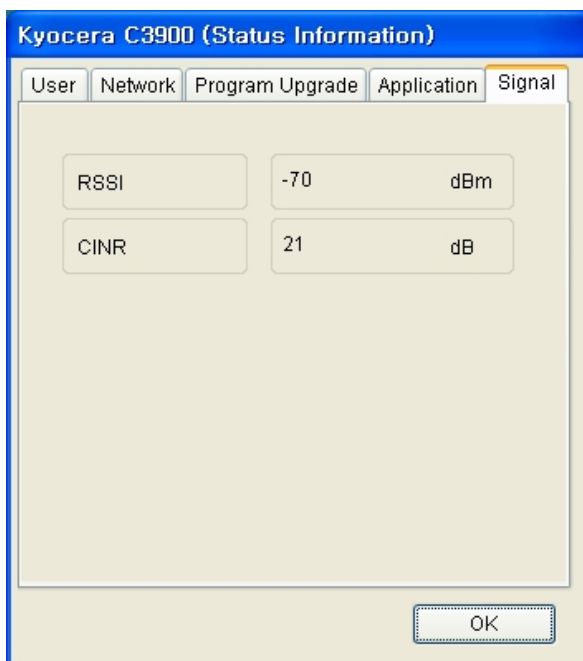 Kyocera C3900 (Status Information)
User Network Program Upgrade Application Signal
RSSI -70 dBm
CINR 21 dB
OK